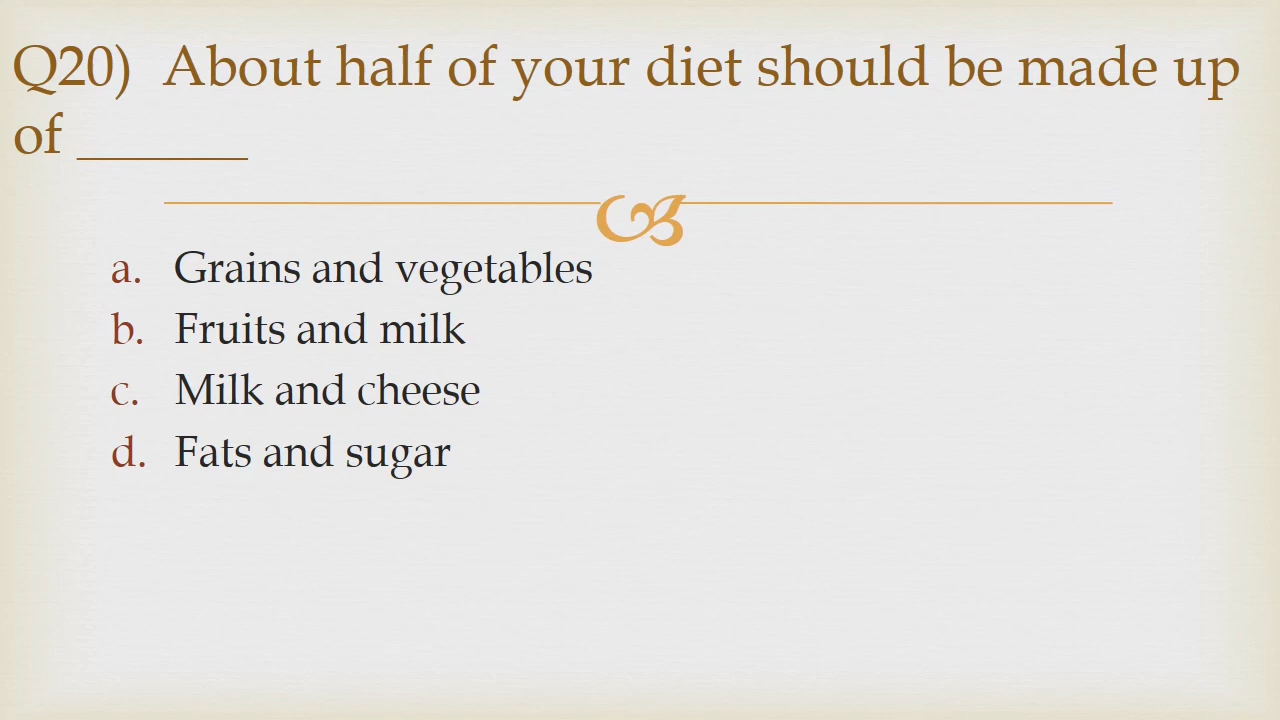 Q20)  About half of your diet should be made up
of _______
a. Grains and vegetables
b. Fruits and milk
c. Milk and cheese
d. Fats and sugar